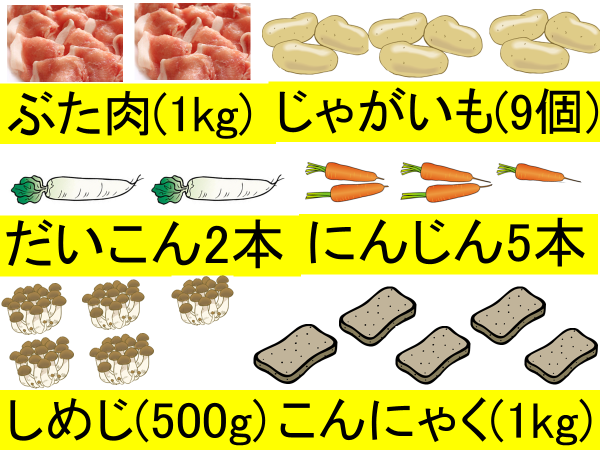 ぶた肉(1kg)
じゃがいも(9個)
だいこん2本
にんじん5本
しめじ(500g)
こんにゃく(1kg)